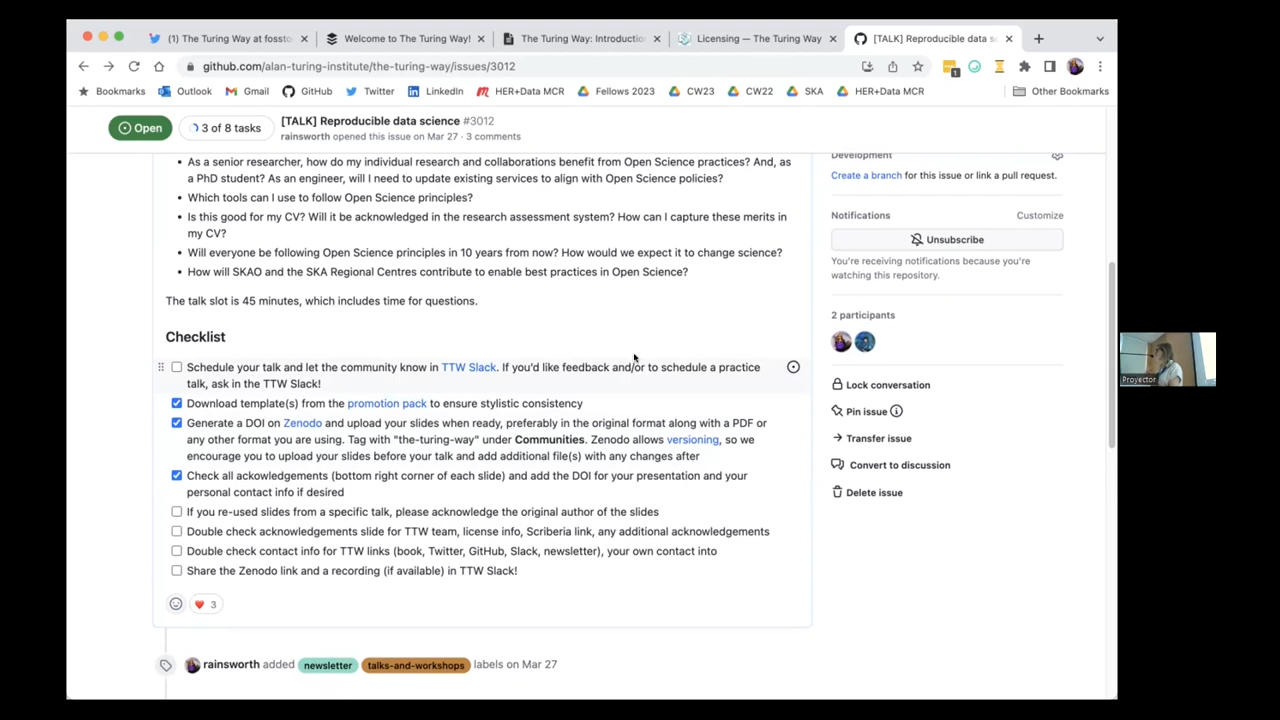 (1) The Turing Way at fossto
Welcome to The Turing Way!
The Turing Way: Introductio
Licensing — The Turing Way
[TALK] Reproducible data sc
github.com/alan-turing-institute/the-turing-way/issues/3012
1
Bookmarks
Outlook
Gmail
GitHub
Twitter
LinkedIn
HER+Data MCR
Fellows 2023
CW23
CW22
SKA
HER+Data MCR
Other Bookmarks
Open
3 of 8 tasks
[TALK] Reproducible data science #3012
rainsworth opened this issue on Mar 27 · 3 comments
• As a senior researcher, how do my individual research and collaborations benefit from Open Science practices? And, as
a PhD student? As an engineer, will I need to update existing services to align with Open Science policies?
• Which tools can I use to follow Open Science principles?
• Is this good for my CV? Will it be acknowledged in the research assessment system? How can I capture these merits in
my CV?
• Will everyone be following Open Science principles in 10 years from now? How would we expect it to change science?
• How will SKAO and the SKA Regional Centres contribute to enable best practices in Open Science?
The talk slot is 45 minutes, which includes time for questions.
Checklist
Schedule your talk and let the community know in TTW Slack. If you'd like feedback and/or to schedule a practice
talk, ask in the TTW Slack!
Download template(s) from the promotion pack to ensure stylistic consistency
Generate a DOI on Zenodo and upload your slides when ready, preferably in the original format along with a PDF or
any other format you are using. Tag with "the-turing-way" under Communities. Zenodo allows versioning, so we
encourage you to upload your slides before your talk and add additional file(s) with any changes after
Check all ackowledgements (bottom right corner of each slide) and add the DOI for your presentation and your
personal contact info if desired
If you re-used slides from a specific talk, please acknowledge the original author of the slides
Double check acknowledgements slide for TTW team, license info, Scriberia link, any additional acknowledgements
Double check contact info for TTW links (book, Twitter, GitHub, Slack, newsletter), your own contact into
Share the Zenodo link and a recording (if available) in TTW Slack!
3
rainsworth added newsletter talks-and-workshops labels on Mar 27
Development
Create a branch for this issue or link a pull request.
Notifications
Customize
Unsubscribe
You're receiving notifications because you're
watching this repository.
2 participants
Lock conversation
Pin issue
Transfer issue
Convert to discussion
Delete issue
Proyector